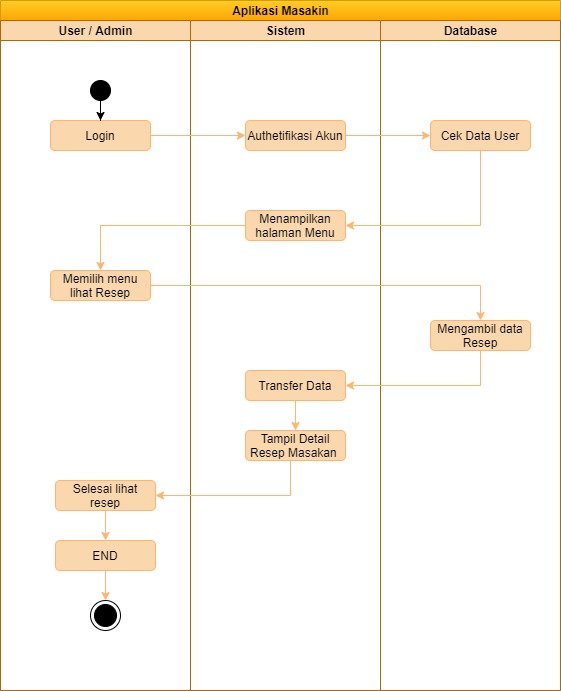 Aplikasi Masakin
User / Admin
Sistem
Database
Login
Authetifikasi Akun
Cek Data User
Menampilkan
halaman Menu
Memilih menu
lihat Resep
Mengambil data
Resep
Transfer Data
Tampil Detail
Resep Masakan
Selesai lihat
resep
END